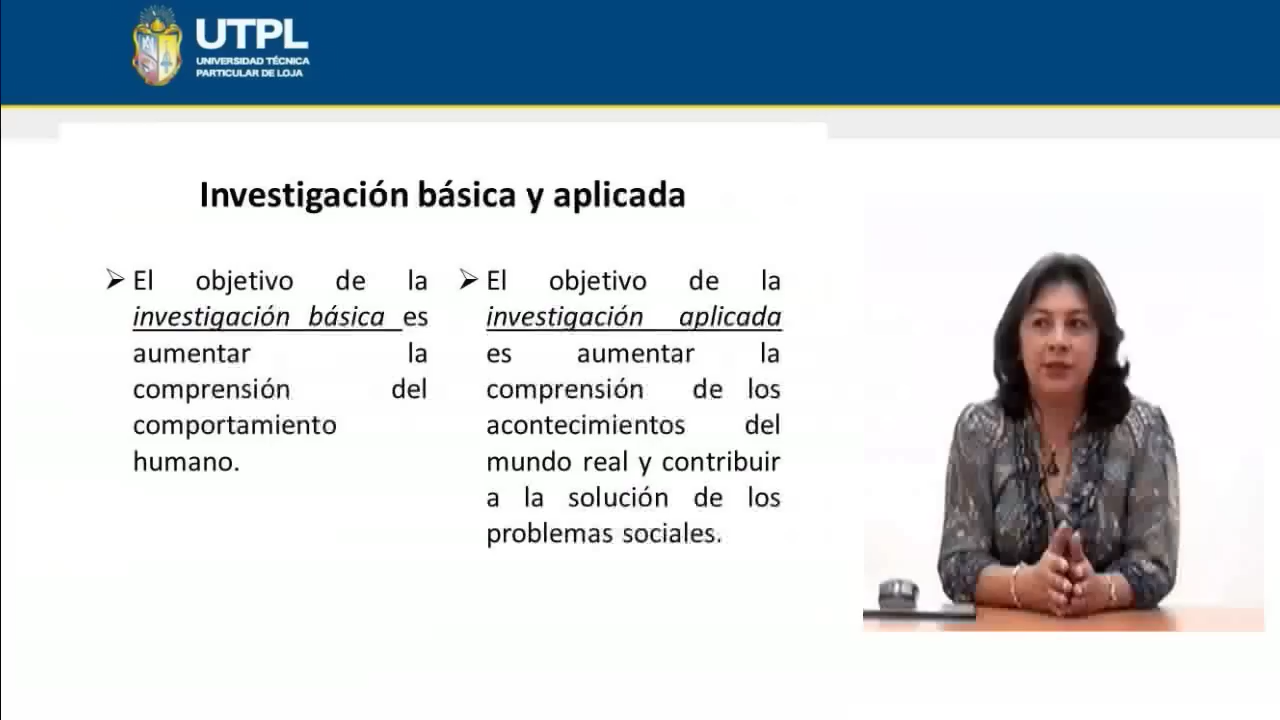 UTPL
UNIVERSIDAD TÉCNICA
PARTICULAR DE LOJA
Investigación básica y aplicada
➢ El objetivo de la
investigación básica es
aumentar la
comprensión del
comportamiento
humano.
➢ El objetivo de la
investigación aplicada
es aumentar la
comprensión de los
acontecimientos del
mundo real y contribuir
a la solución de los
problemas sociales.